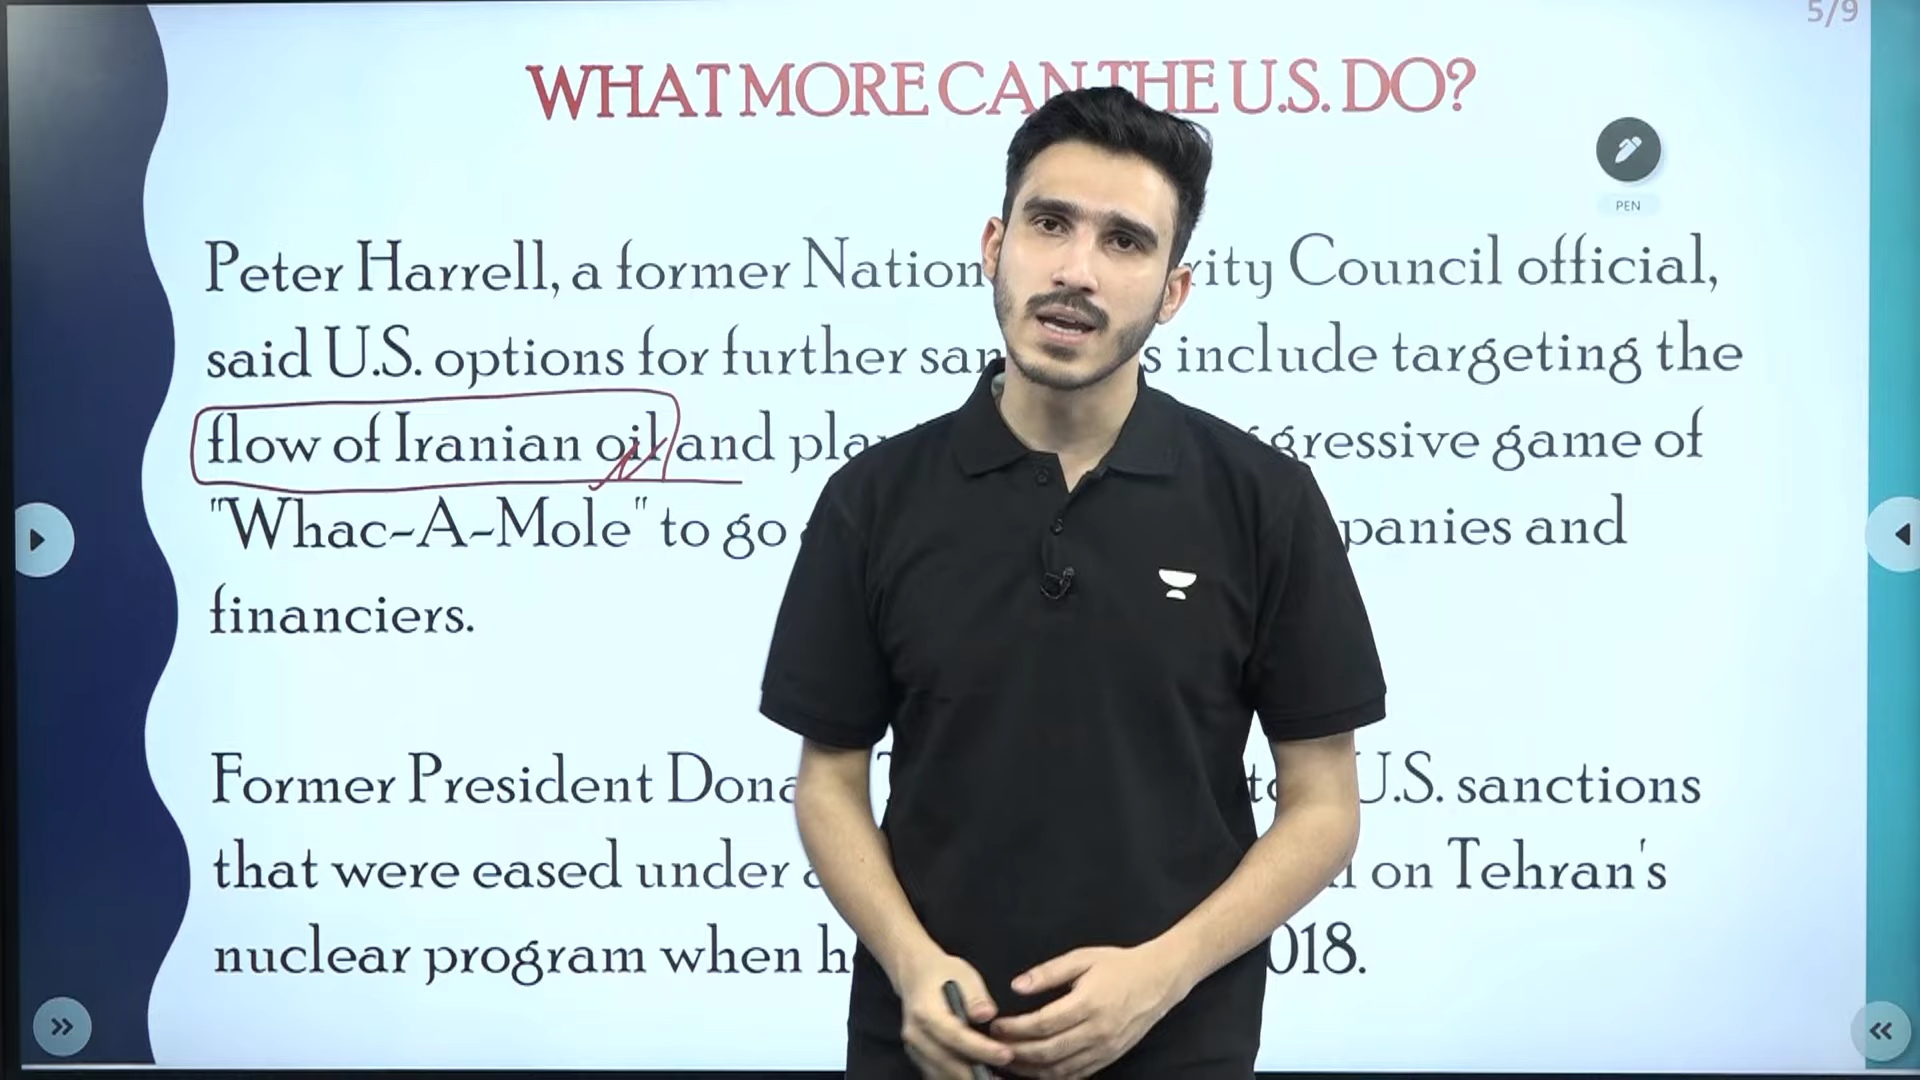 5/9
WHAT MORE CAN THE U.S. DO?
PEN
Peter Harrell, a former Nation rity Council official,
said U.S. options for further san s include targeting the
flow of Iranian oil and pla gressive game of
"Whac-A-Mole" to go panies and
financiers.
Former President Dona U.S. sanctions
that were eased under on Tehran's
nuclear program when h 018.